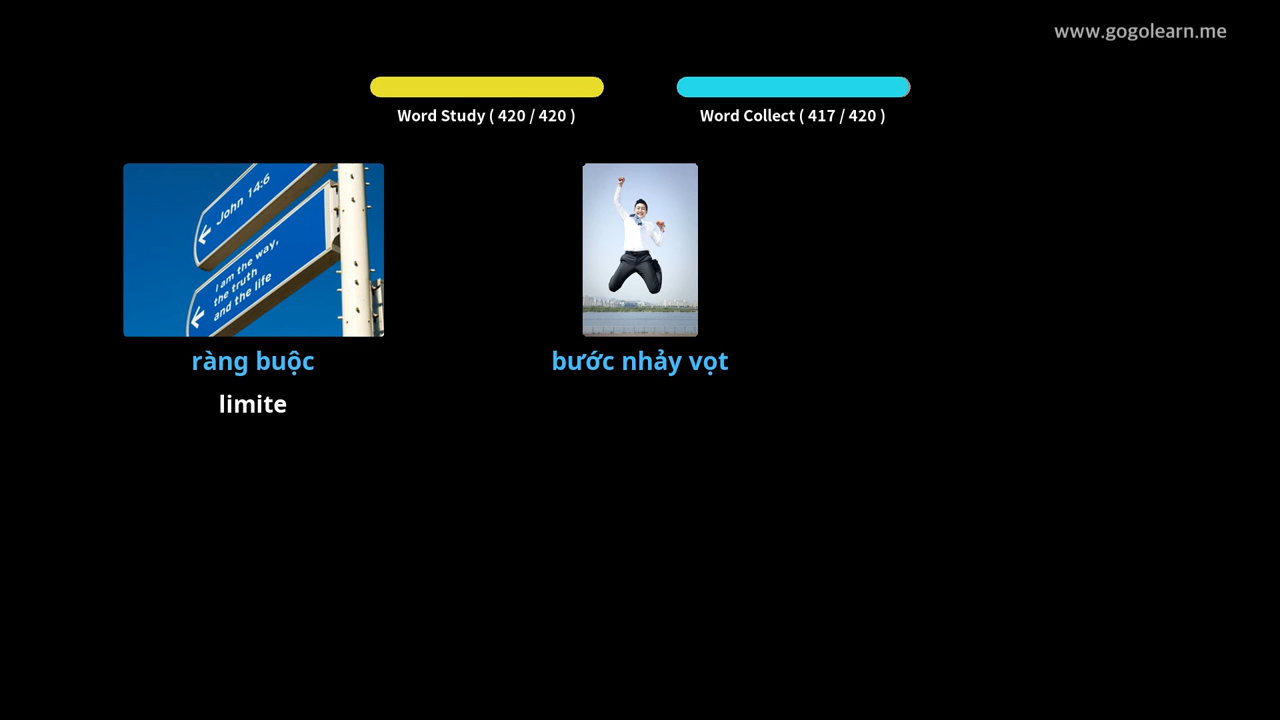 www.gogolearn.me
Word Study ( 420 / 420 )
Word Collect ( 417 / 420 )
John 14:6
I am the way,
the truth
and the life
ràng buộc
bước nhảy vọt
limite